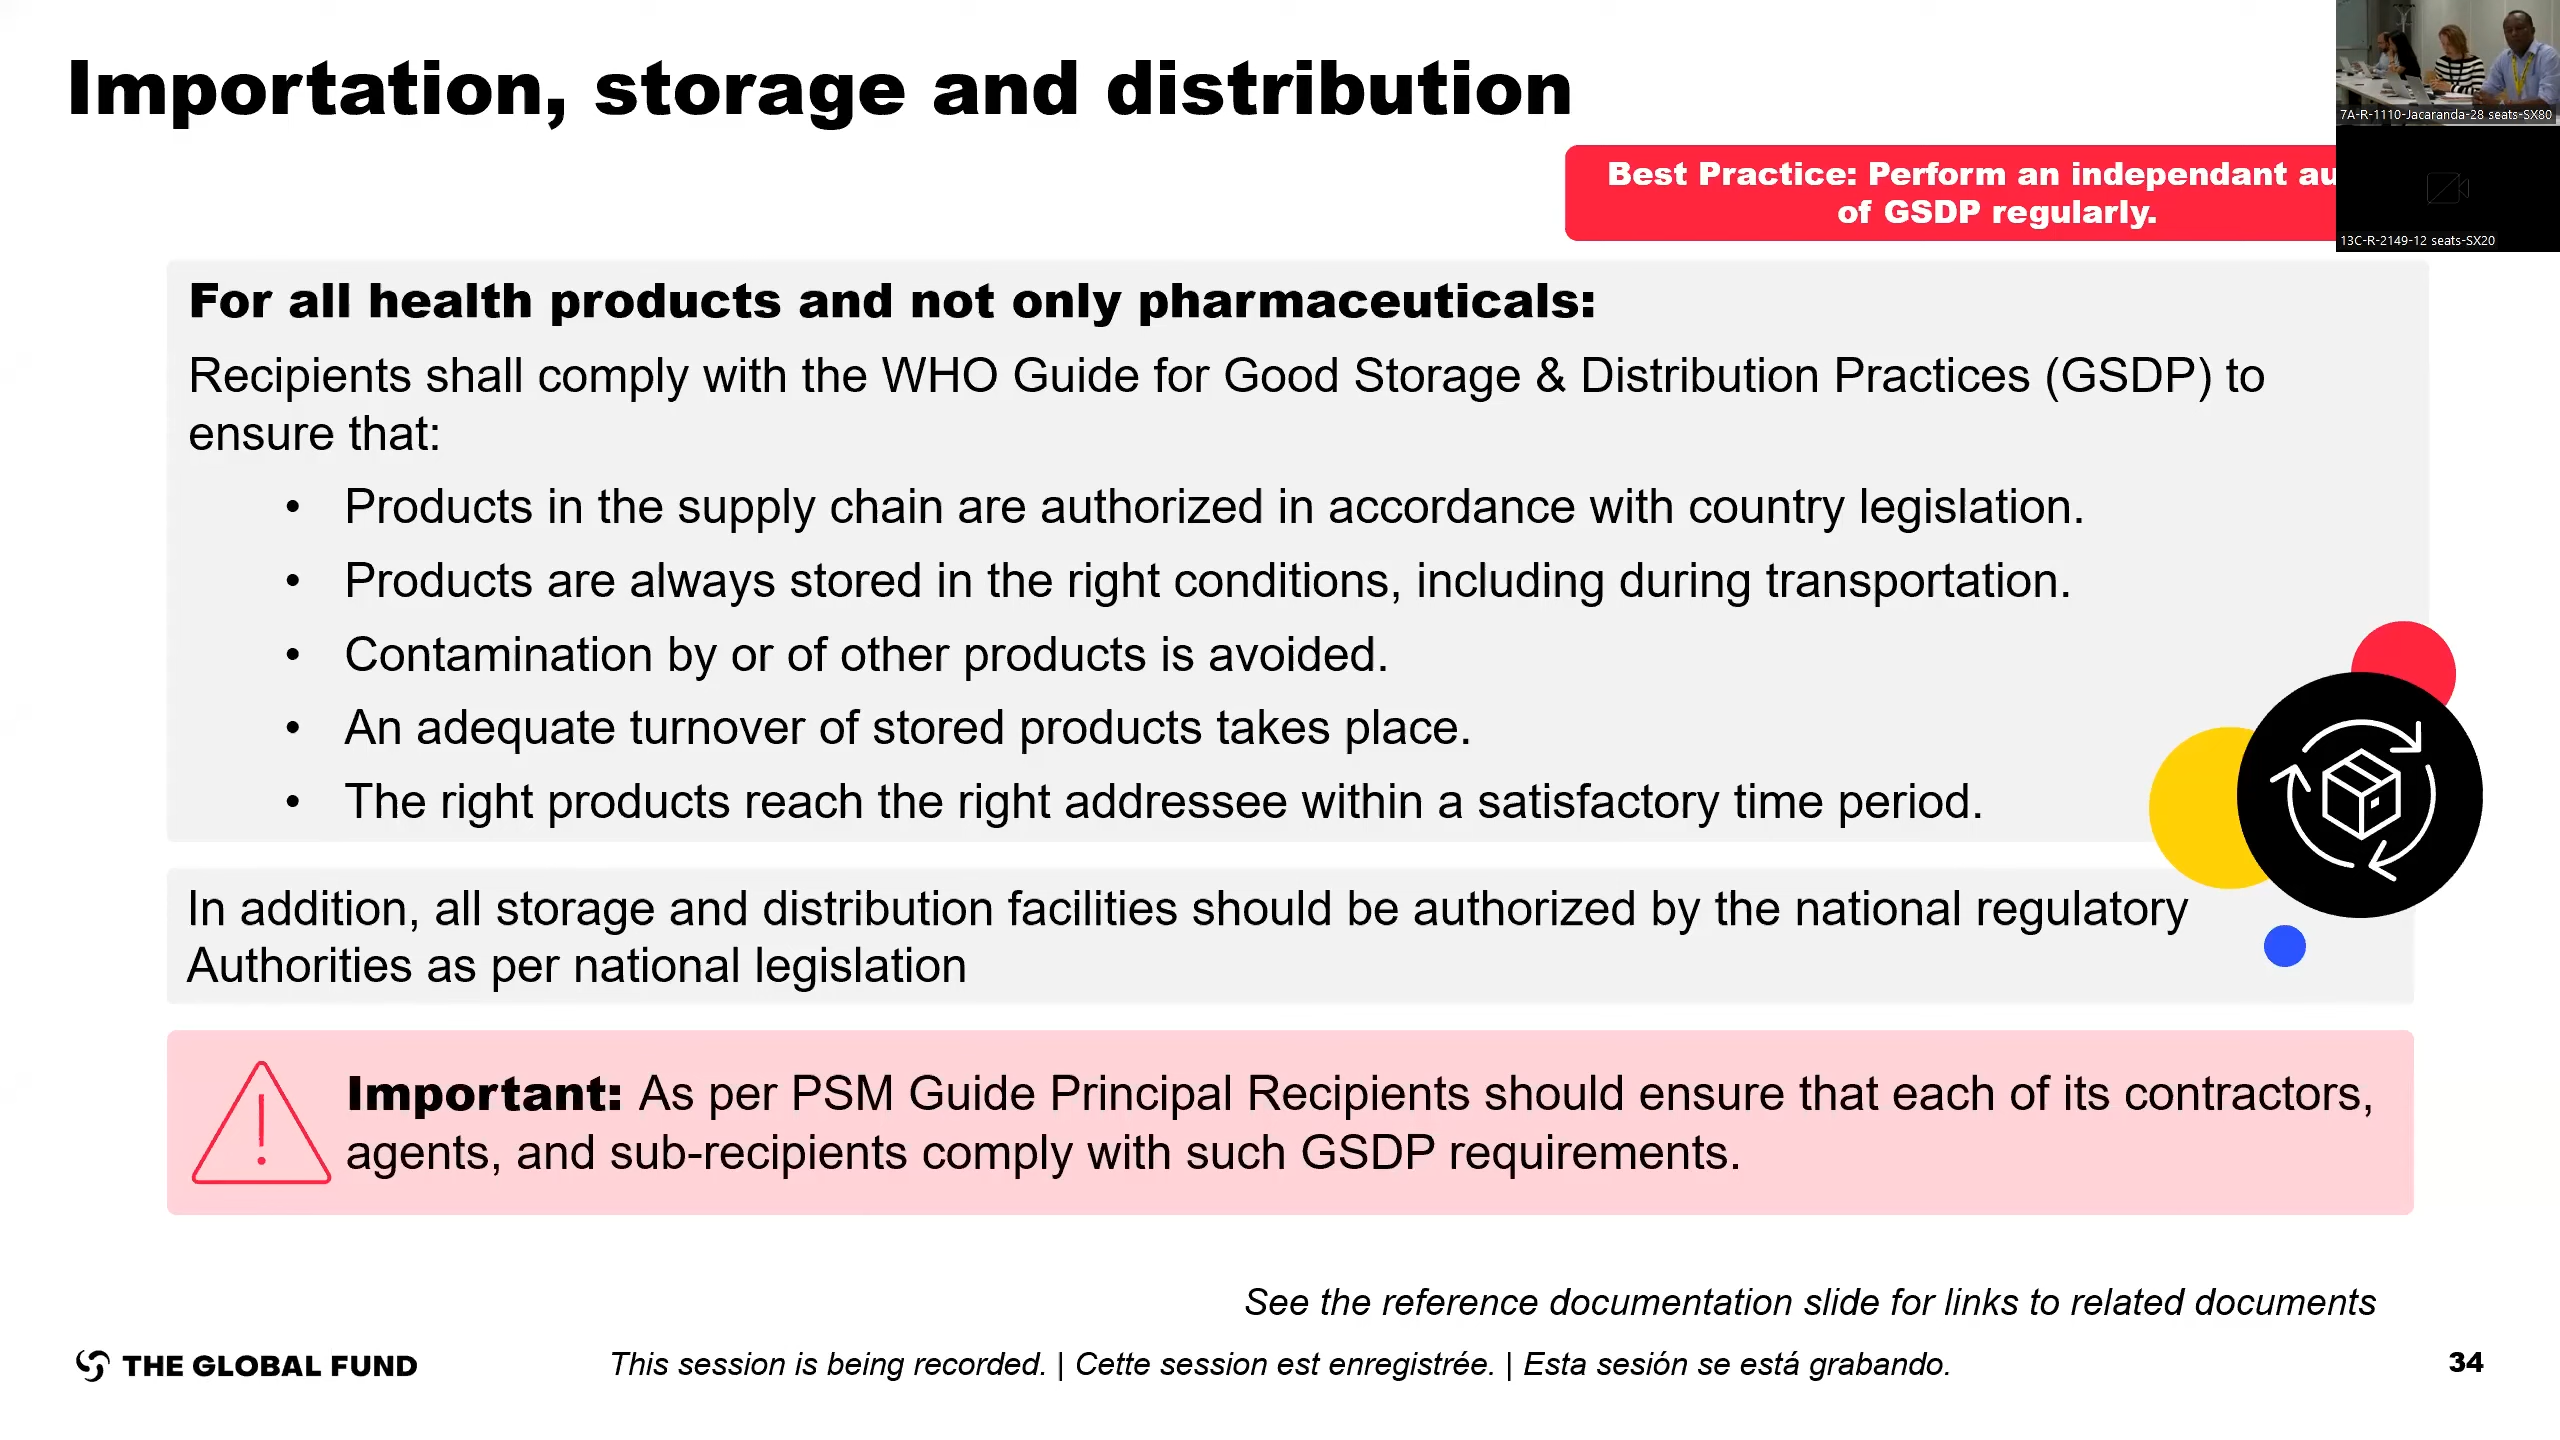 Importation, storage and distribution
7A-R-1110-Jacaranda-28 seats-SX80
Best Practice: Perform an independant
of GSDP regularly.
13C-R-2149-12 seats-SX20
For all health products and not only pharmaceuticals:
Recipients shall comply with the WHO Guide for Good Storage & Distribution Practices (GSDP) to
ensure that:
• Products in the supply chain are authorized in accordance with country legislation.
• Products are always stored in the right conditions, including during transportation.
• Contamination by or of other products is avoided.
• An adequate turnover of stored products takes place.
• The right products reach the right addressee within a satisfactory time period.
In addition, all storage and distribution facilities should be authorized by the national regulatory
Authorities as per national legislation
Important: As per PSM Guide Principal Recipients should ensure that each of its contractors,
agents, and sub-recipients comply with such GSDP requirements.
See the reference documentation slide for links to related documents
THE GLOBAL FUND
This session is being recorded. | Cette session est enregistrée. | Esta sesión se está grabando.
34